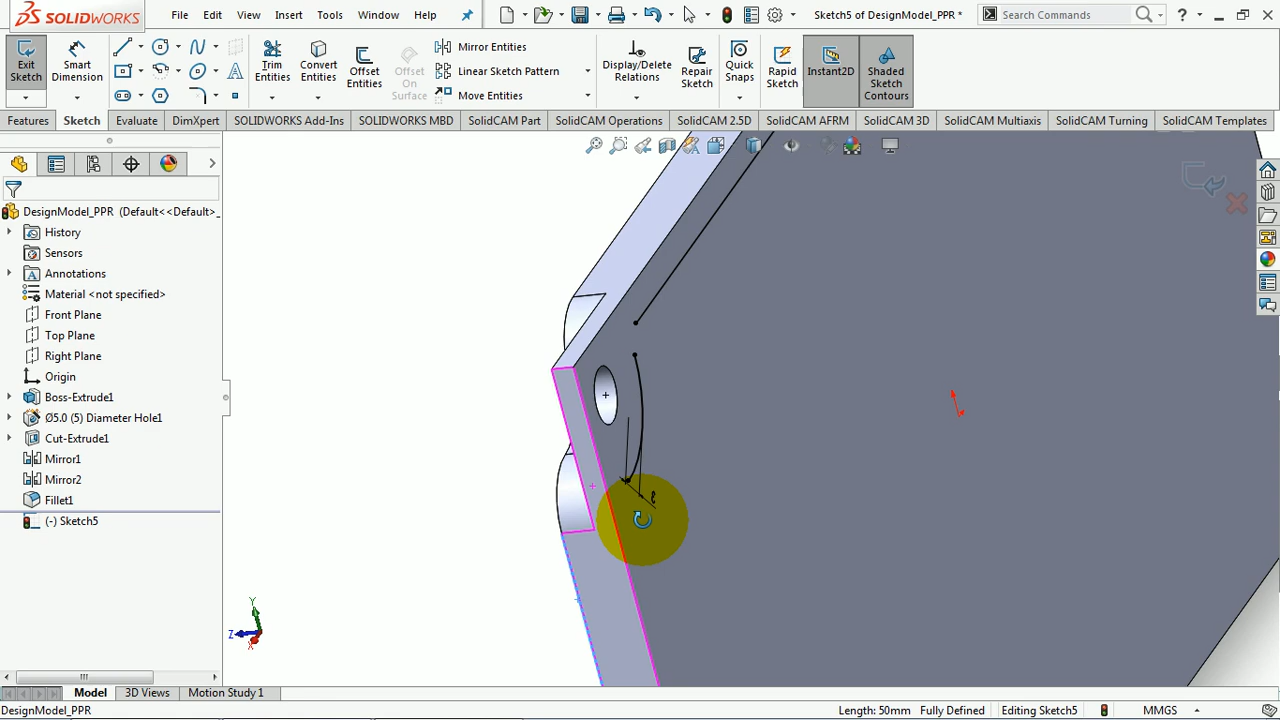 SOLIDWORKS File Edit View Insert Tools Window Help Sketch5 of DesignModel_PPR * Search Commands ?
Exit Sketch Smart Dimension Trim Entities Convert Entities Offset Entities Offset On Surface Mirror Entities Linear Sketch Pattern Move Entities Display/Delete Relations Repair Sketch Quick Snaps Rapid Sketch Instant2D Shaded Sketch Contours
Features Sketch Evaluate DimXpert SOLIDWORKS Add-Ins SOLIDWORKS MBD SolidCAM Part SolidCAM Operations SolidCAM 2.5D SolidCAM AFRM SolidCAM 3D SolidCAM Multiaxis SolidCAM Turning SolidCAM Templates
DesignModel_PPR (Default<<Default>_
History
Sensors
Annotations
Material <not specified>
Front Plane
Top Plane
Right Plane
Origin
Boss-Extrude1
Ø5.0 (5) Diameter Hole1
Cut-Extrude1
Mirror1
Mirror2
Fillet1
(-) Sketch5
Y
Z
X
Model 3D Views Motion Study 1
DesignModel_PPR Length: 50mm Fully Defined Editing Sketch5 MMGS